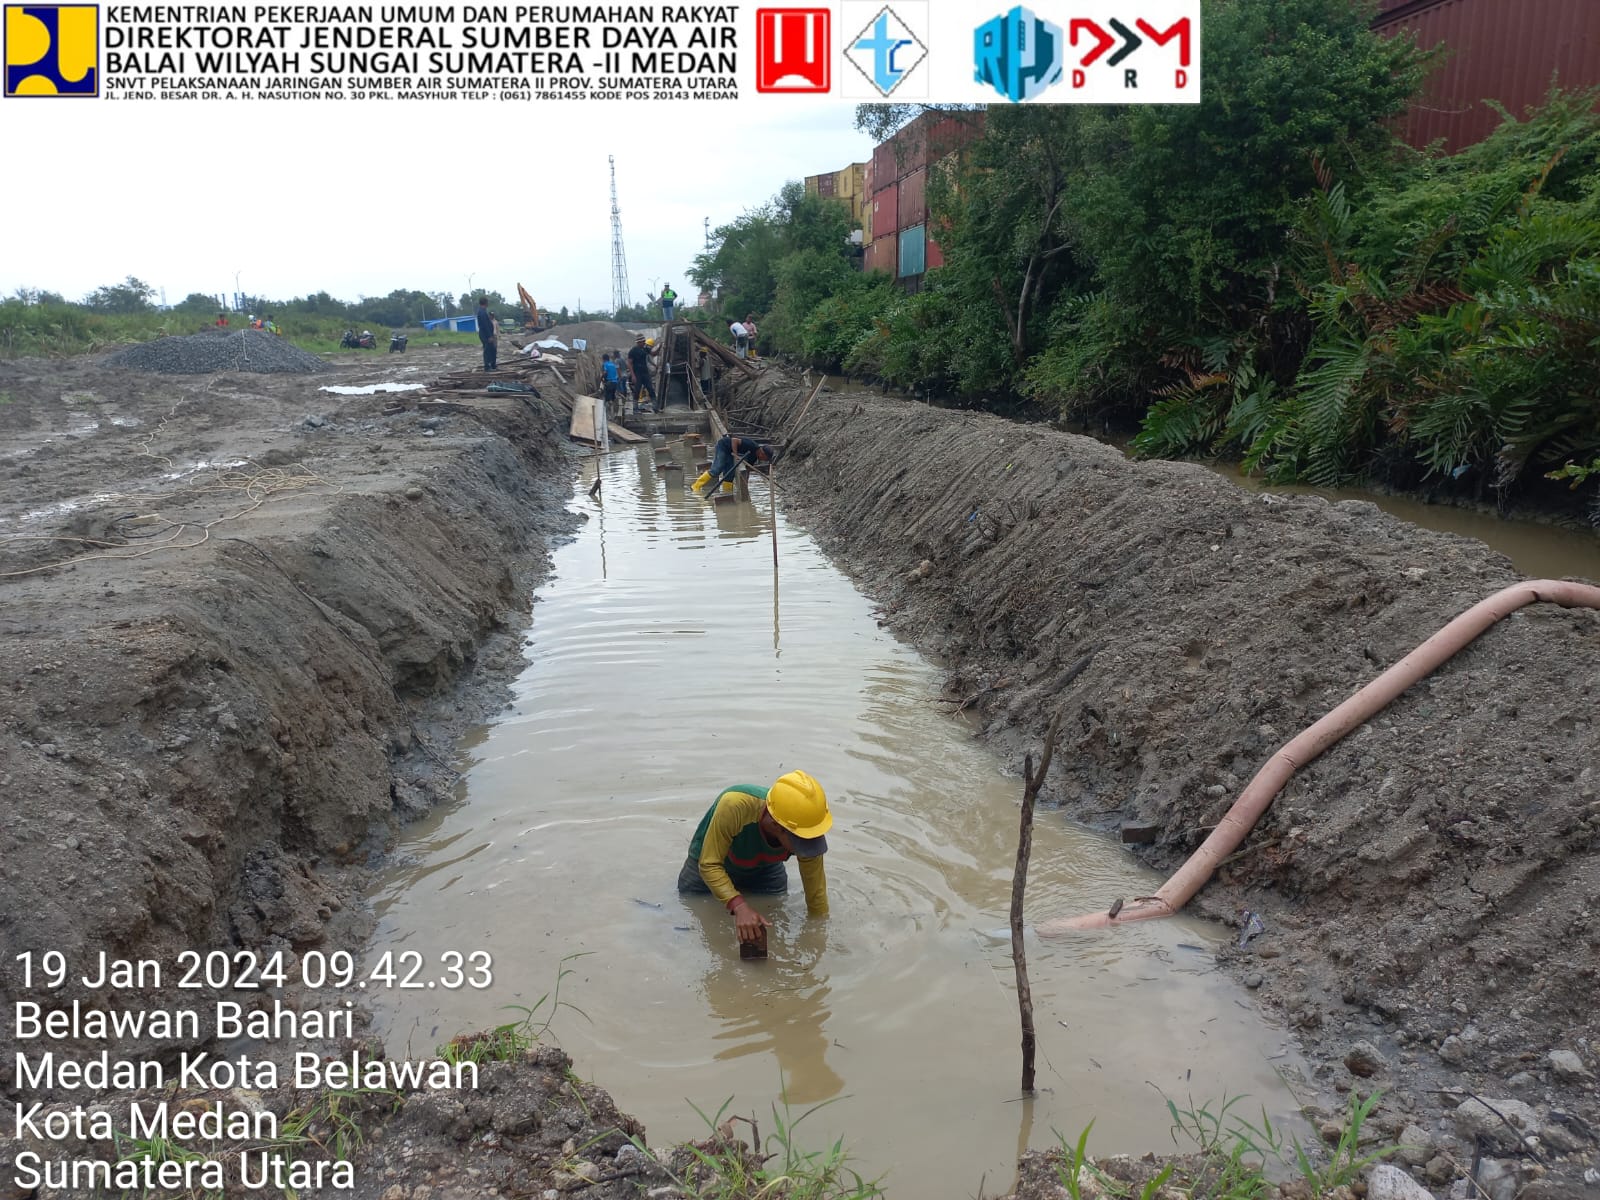 KEMENTRIAN PEKERJAAN UMUM DAN PERUMAHAN RAKYAT
DIREKTORAT JENDERAL SUMBER DAYA AIR
BALAI WILYAH SUNGAI SUMATERA -II MEDAN
SNVT PELAKSANAAN JARINGAN SUMBER AIR SUMATERA II PROV. SUMATERA UTARA
JL. JEND. BESAR DR. A. H. NASUTION NO. 30 PKL. MASYHUR TELP : (061) 7861455 KODE POS 20143 MEDAN
DRD
19 Jan 2024 09.42.33
Belawan Bahari
Medan Kota Belawan
Kota Medan
Sumatera Utara